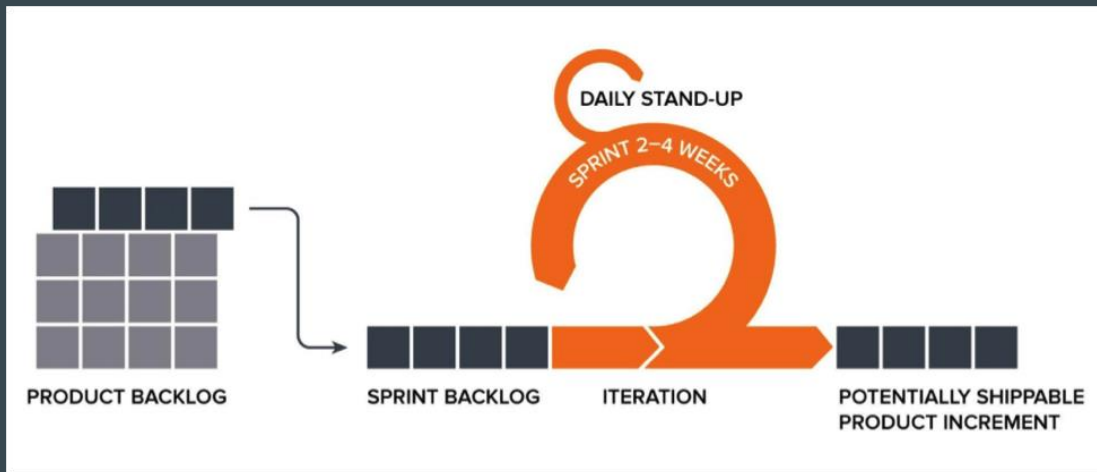 DAILY STAND-UP
SPRINT 2–4 WEEKS
PRODUCT BACKLOG
SPRINT BACKLOG
ITERATION
POTENTIALLY SHIPPABLE
PRODUCT INCREMENT